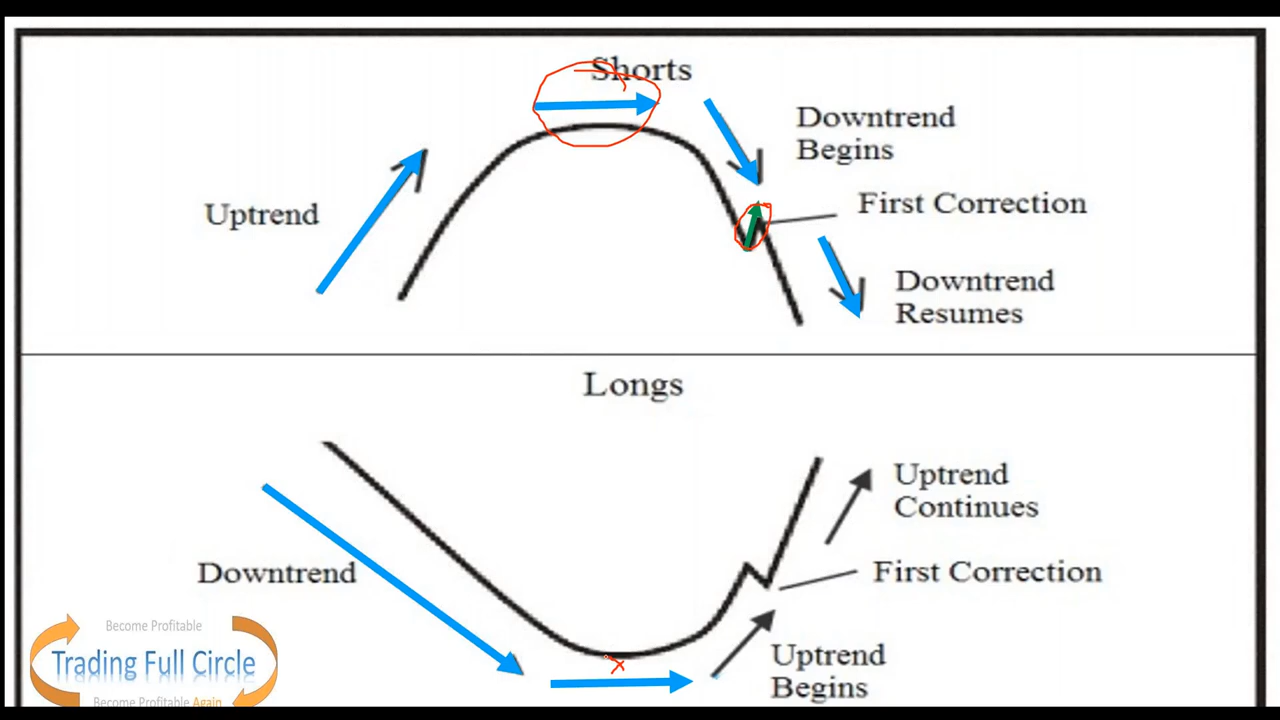 Shorts
Downtrend
Begins
Uptrend
First Correction
Downtrend
Resumes
Longs
Uptrend
Continues
Downtrend
First Correction
Uptrend
Begins
Become Profitable
Trading Full Circle
Become Profitable Again